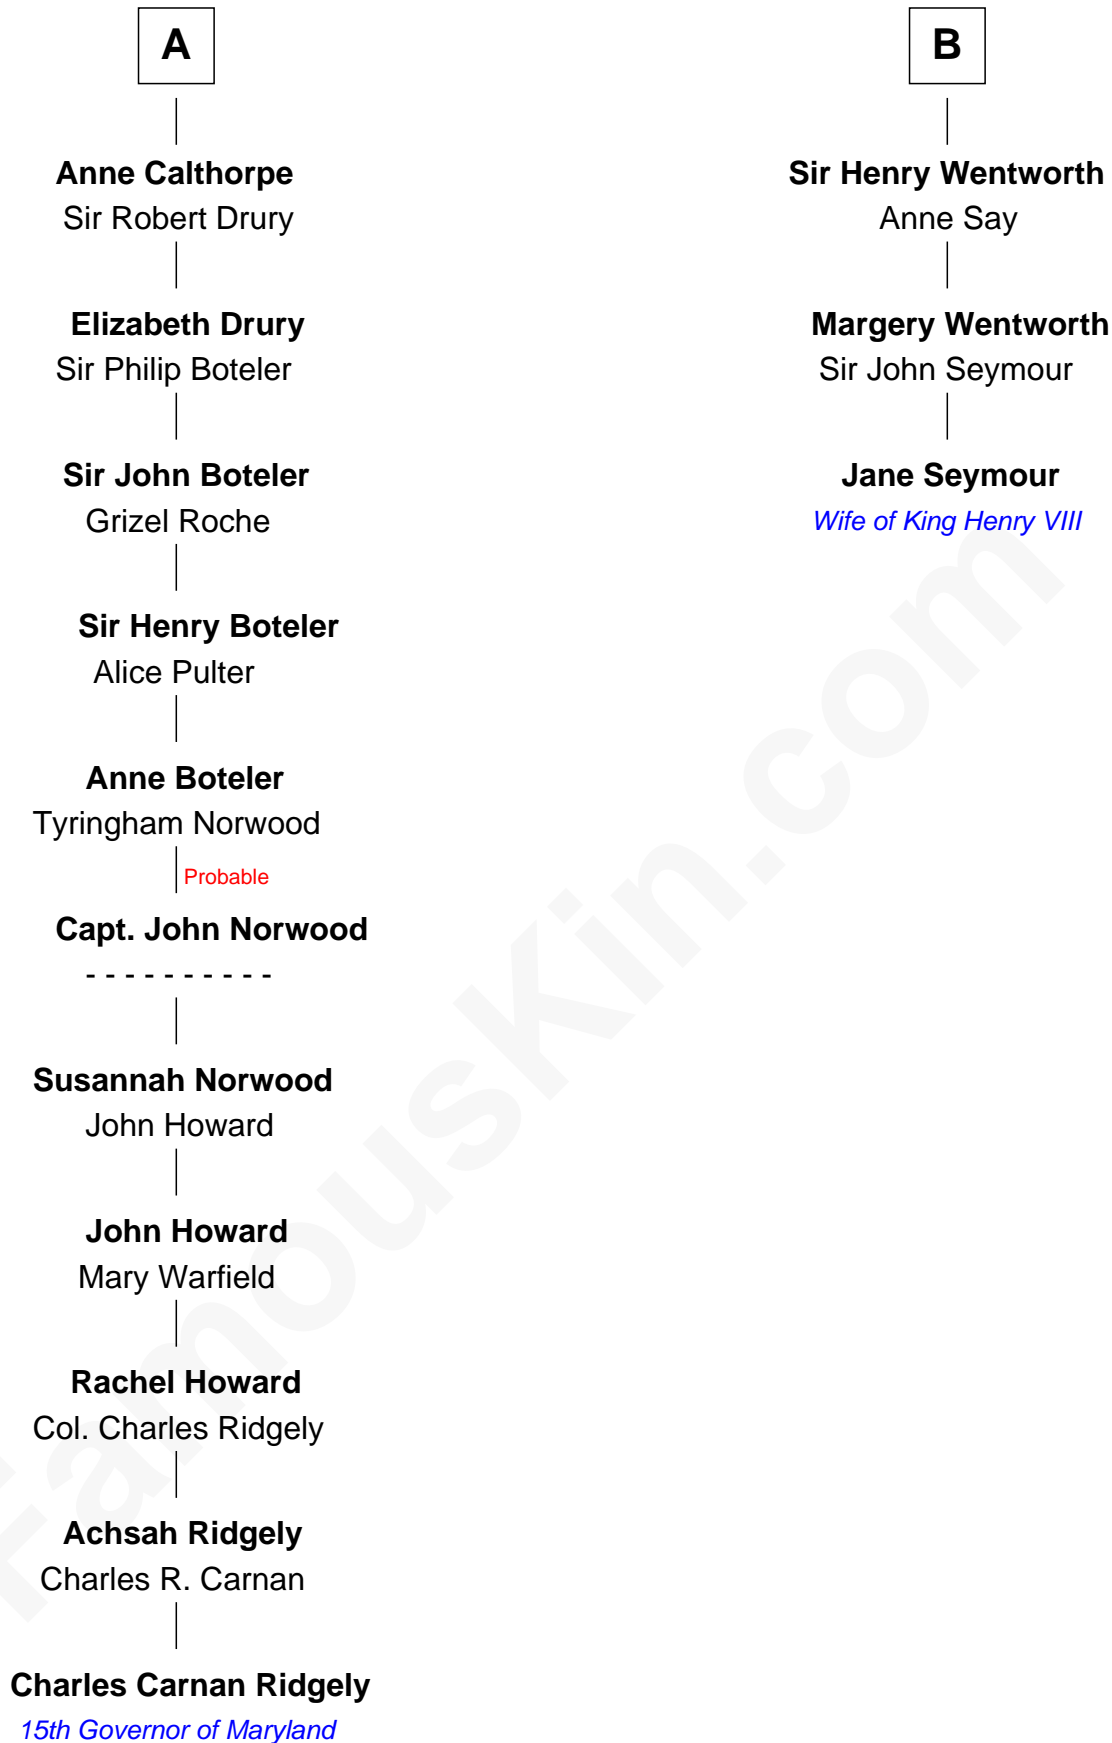 A
Anne Calthorpe
Sir Robert Drury
Elizabeth Drury
Sir Philip Boteler
Sir John Boteler
Grizel Roche
Sir Henry Boteler
Alice Pulter
Anne Boteler
Tyringham Norwood
Probable
Capt. John Norwood
- - - - - - - - - -
Susannah Norwood
John Howard
John Howard
Mary Warfield
Rachel Howard
Col. Charles Ridgely
Achsah Ridgely
Charles R. Carnan
Charles Carnan Ridgely
15th Governor of Maryland
B
Sir Henry Wentworth
Anne Say
Margery Wentworth
Sir John Seymour
Jane Seymour
Wife of King Henry VIII
FamousKin.com